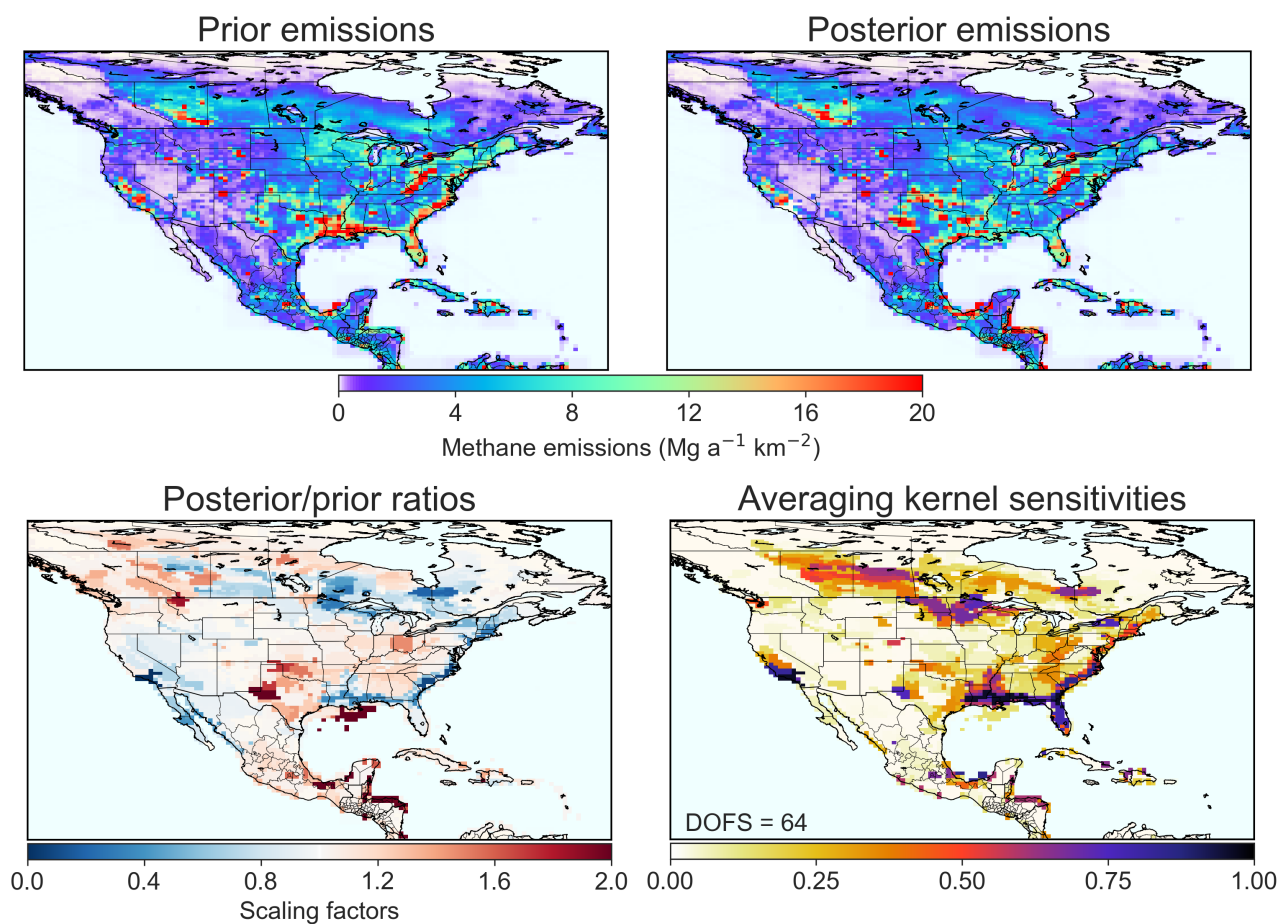 Prior emissions
Posterior emissions
0 4 8 12 16 20
Methane emissions (Mg a⁻¹ km⁻²)
Posterior/prior ratios
Averaging kernel sensitivities
DOFS = 64
0.0 0.4 0.8 1.2 1.6 2.0
0.00 0.25 0.50 0.75 1.00
Scaling factors